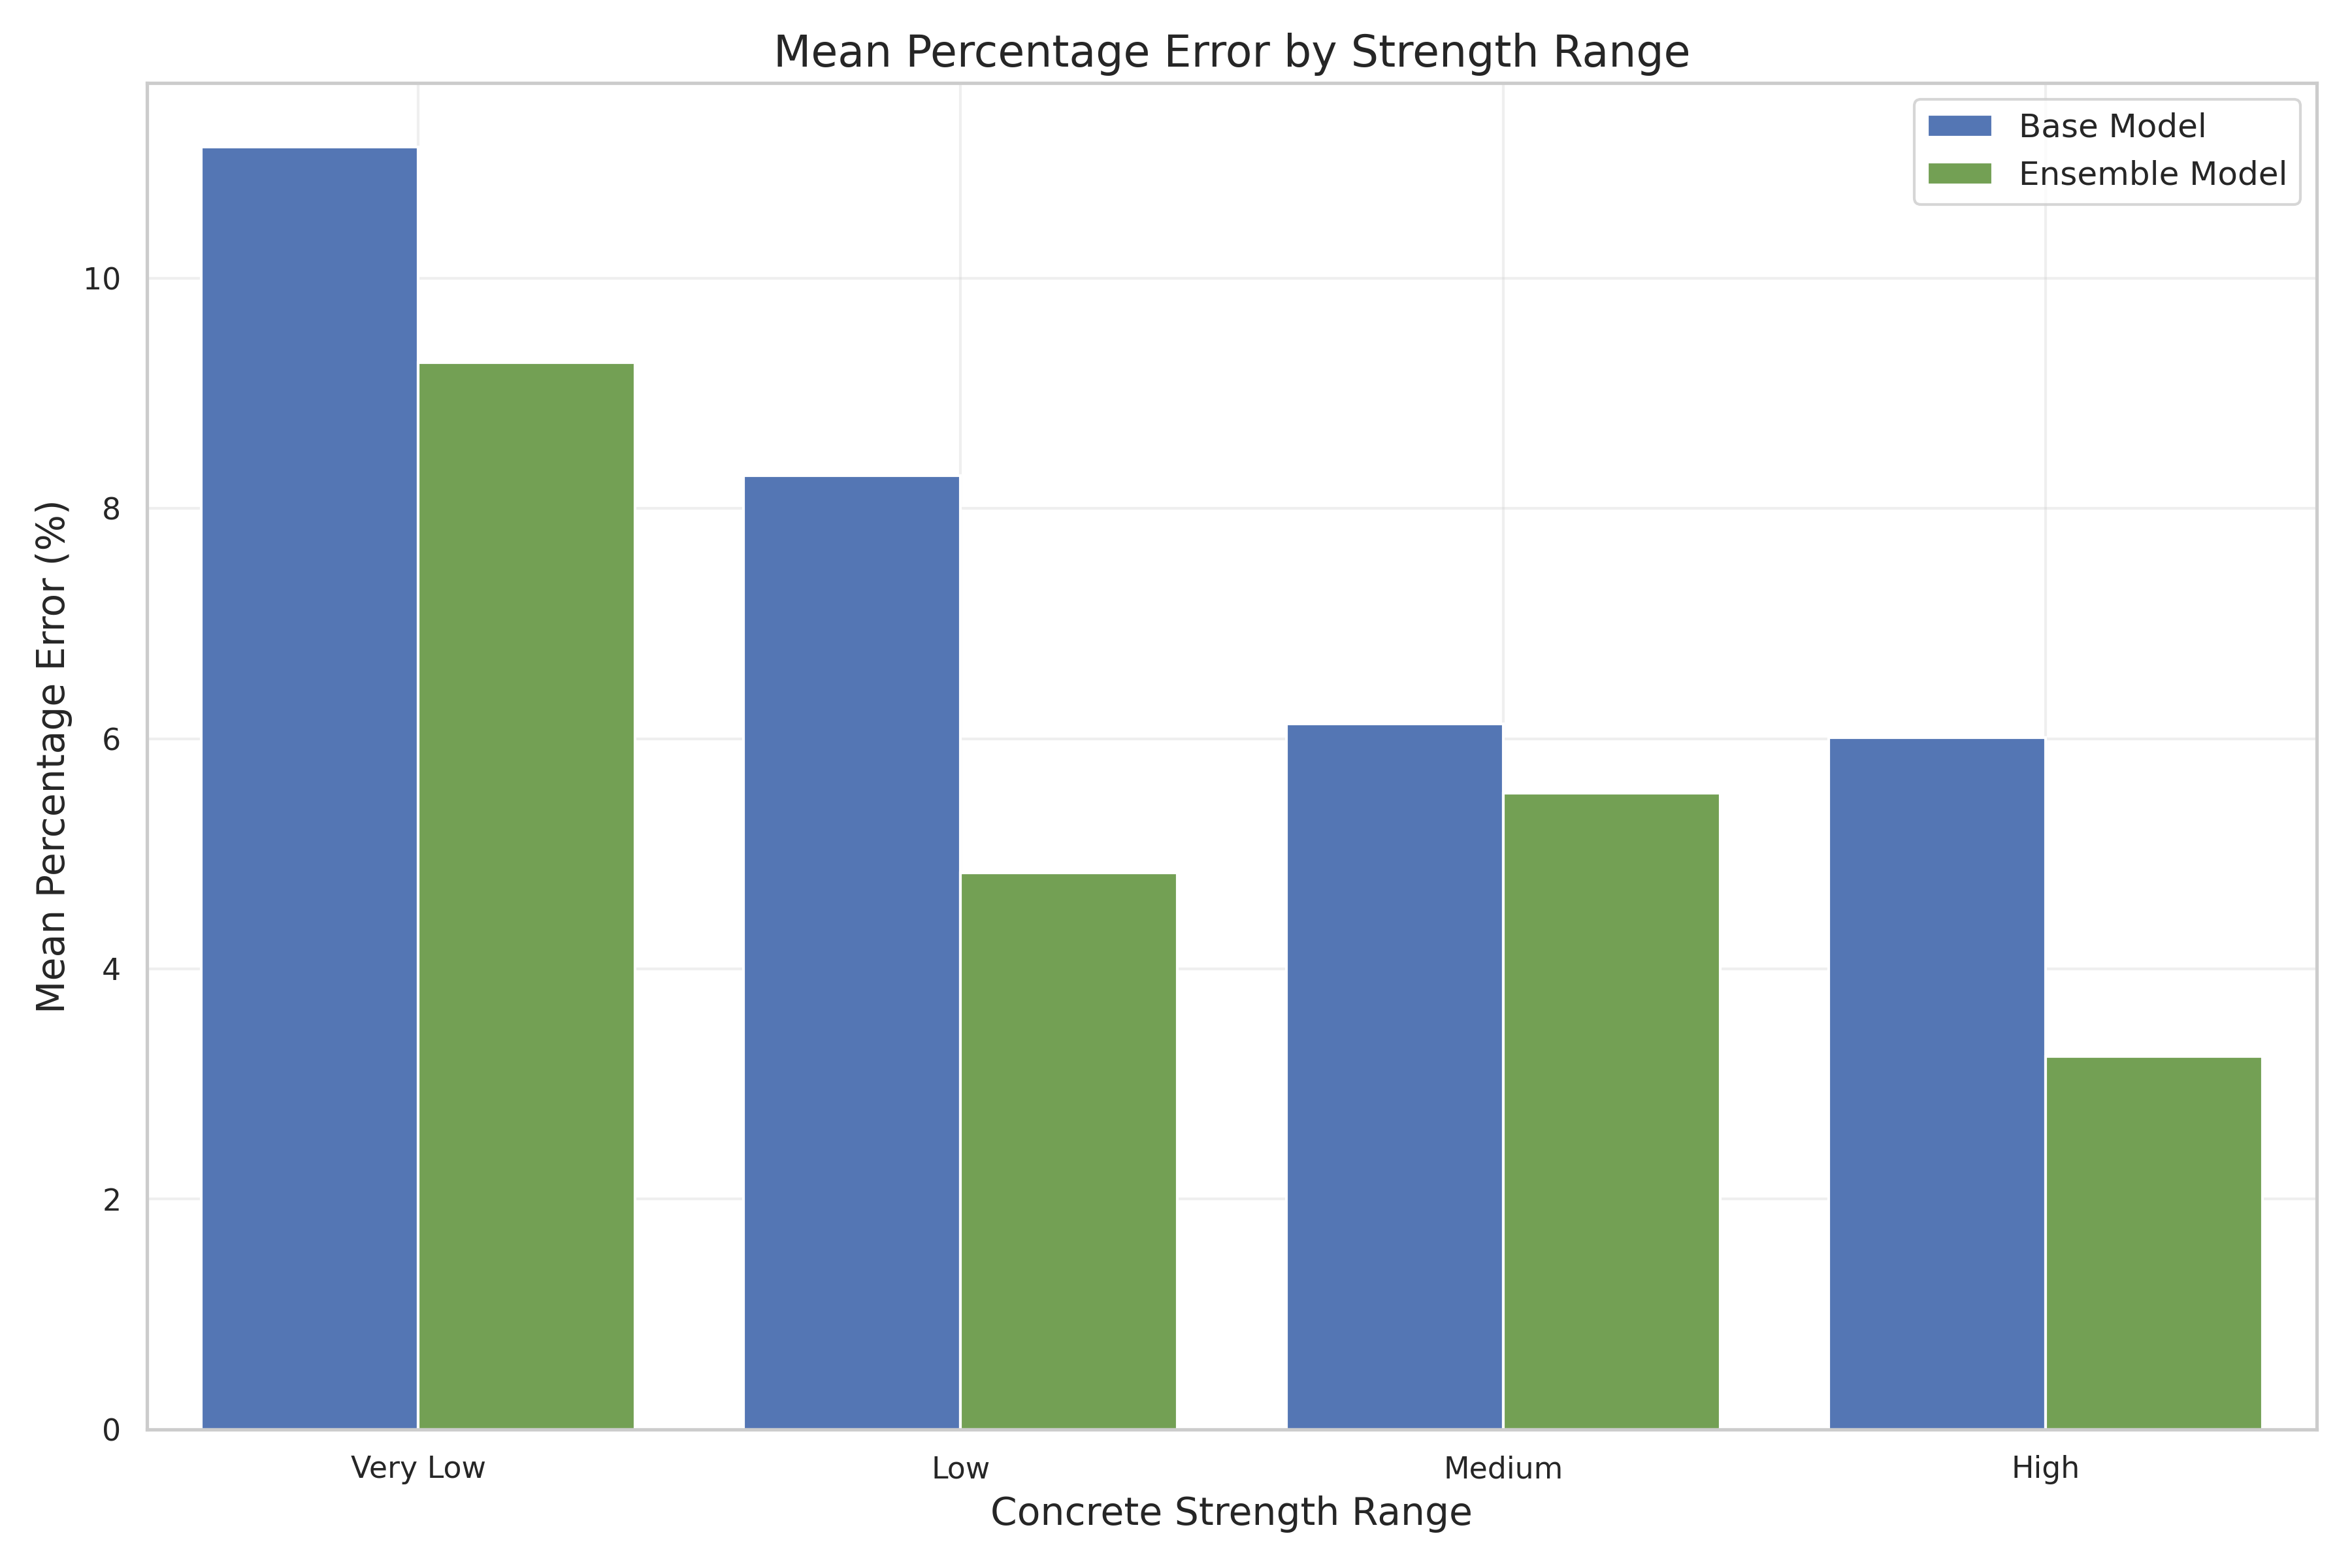 Mean Percentage Error by Strength Range
Base Model
Ensemble Model
Mean Percentage Error (%)
10
8
6
4
2
0
Very Low
Low
Medium
High
Concrete Strength Range